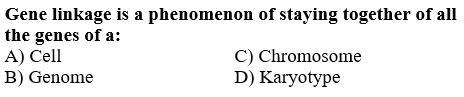 Gene linkage is a phenomenon of staying together of all
the genes of a:
A) Cell C) Chromosome
B) Genome D) Karyotype